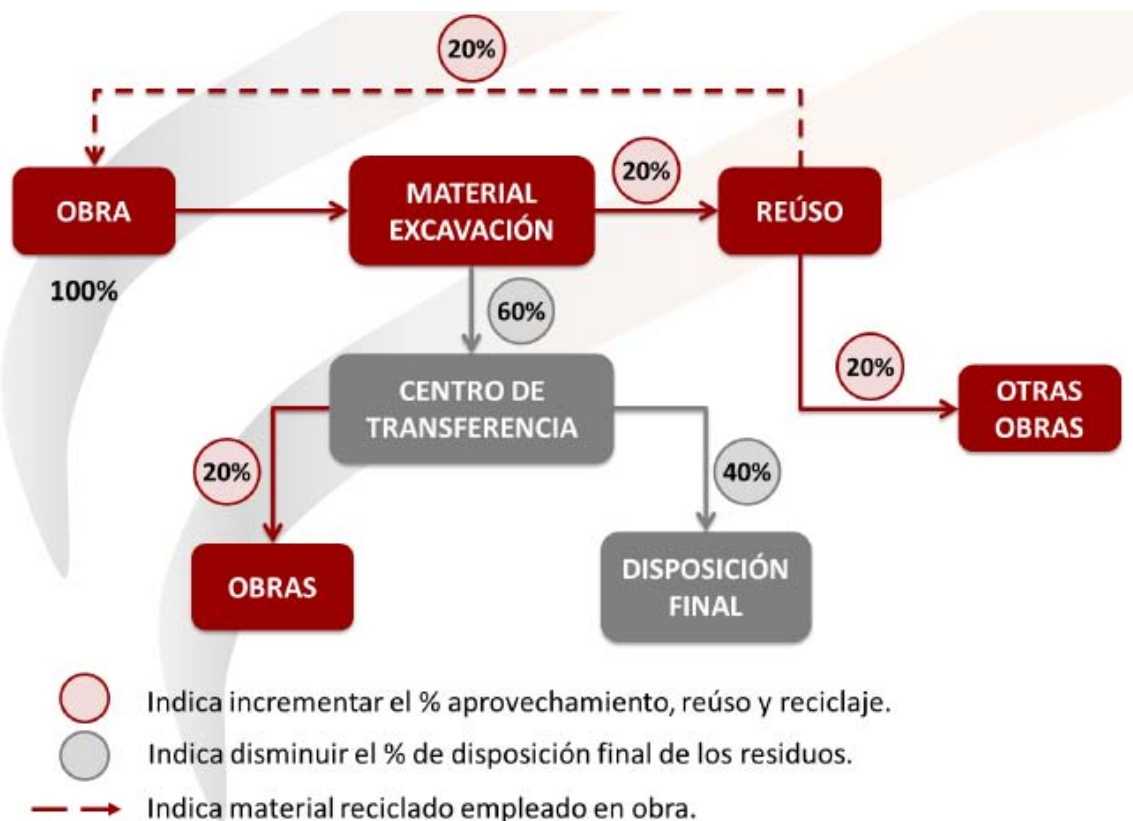 20%
OBRA
100%
MATERIAL
EXCAVACIÓN
20%
REÚSO
60%
CENTRO DE
TRANSFERENCIA
20%
OTRAS
OBRAS
20%
40%
OBRAS
DISPOSICIÓN
FINAL
Indica incrementar el % aprovechamiento, reúso y reciclaje.
Indica disminuir el % de disposición final de los residuos.
Indica material reciclado empleado en obra.